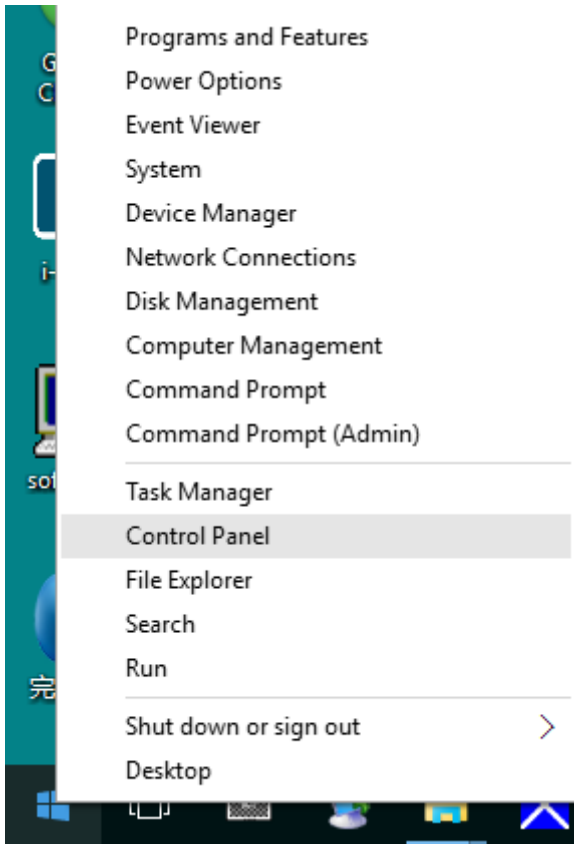 Programs and Features
Power Options
Event Viewer
System
Device Manager
Network Connections
Disk Management
Computer Management
Command Prompt
Command Prompt (Admin)
Task Manager
Control Panel
File Explorer
Search
Run
Shut down or sign out
Desktop